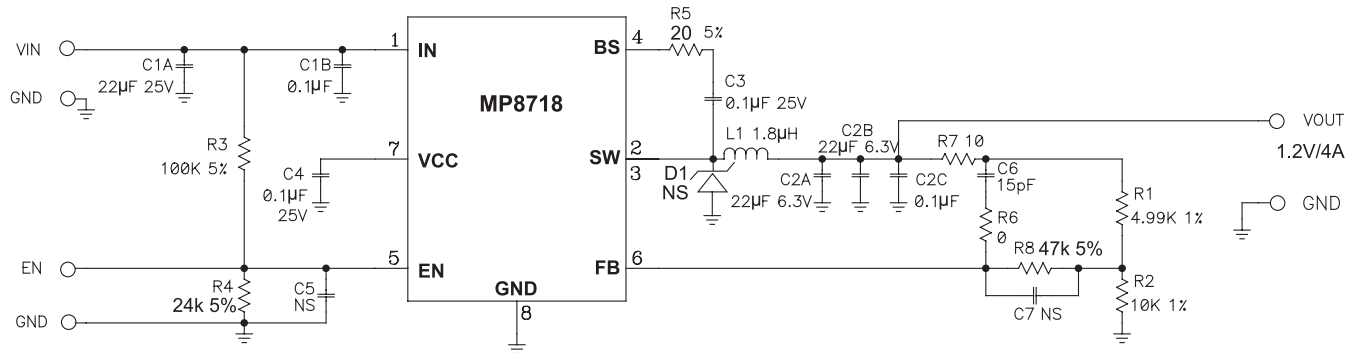 VIN
GND
C1A
22µF 25V
R3
100K 5%
C1B
0.1µF
C4
0.1µF
25V
EN
GND
R4
24k 5%
C5
NS
1
IN
7
VCC
5
EN
MP8718
GND
8
BS
4
SW
2
3
FB
6
R5
20 5%
C3
0.1µF 25V
L1 1.8µH
D1
NS
C2A
22µF 6.3V
C2B
22µF 6.3V
C2C
0.1µF
R7 10
C6
15pF
R6
0
R8 47k 5%
C7 NS
R1
4.99K 1%
R2
10K 1%
VOUT
1.2V/4A
GND